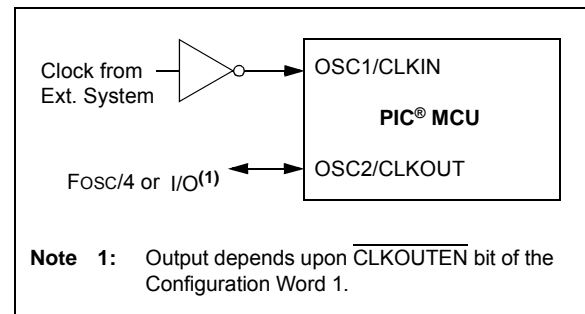 Clock from
Ext. System
OSC1/CLKIN
PIC® MCU
FOSC/4 or I/O(1)
OSC2/CLKOUT
Note 1: Output depends upon CLKOUTEN bit of the
Configuration Word 1.